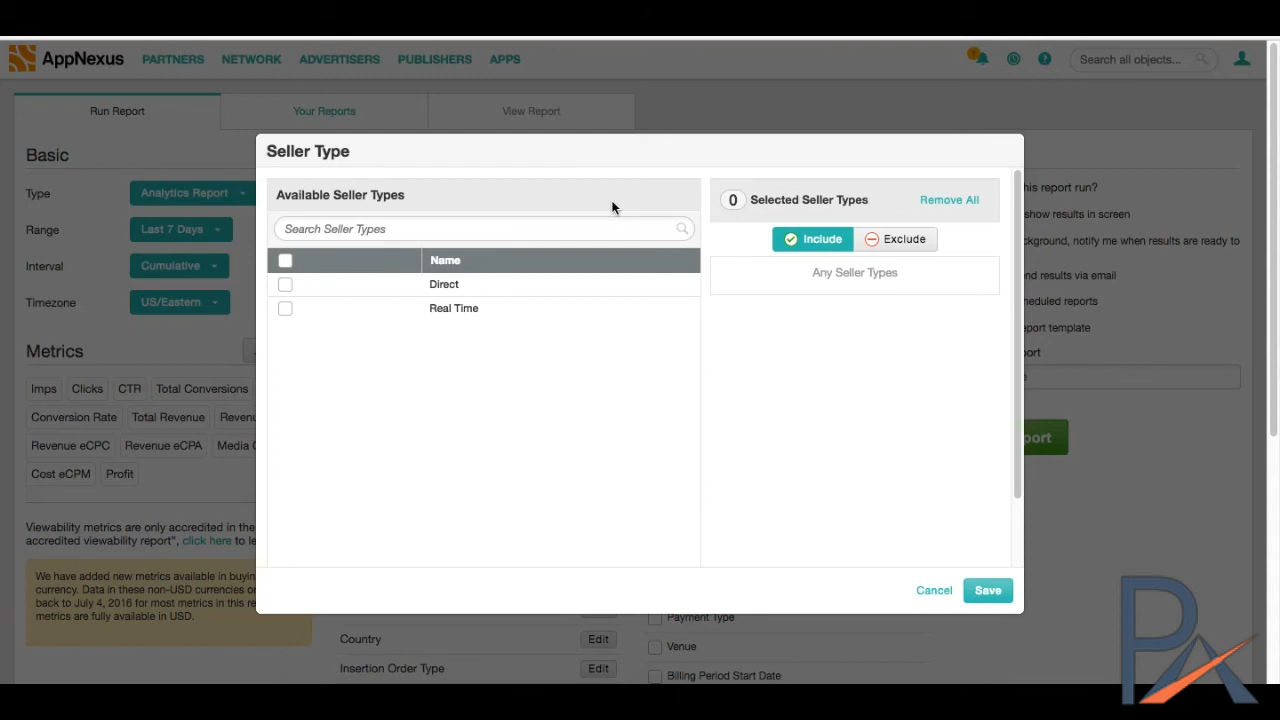 AppNexus PARTNERS NETWORK ADVERTISERS PUBLISHERS APPS Search all objects...
Run Report Your Reports View Report
Basic
Type Analytics Report
Range Last 7 Days
Interval Cumulative
Timezone US/Eastern
Metrics
Imps Clicks CTR Total Conversions
Conversion Rate Total Revenue
Revenue eCPC Revenue eCPA Media
Cost eCPM Profit
Viewability metrics are only accredited in the
accredited viewability report", click here to
We have added new metrics available in
currency. Data in these non-USD currencies
back to July 4, 2016 for most metrics in this
metrics are fully available in USD.
Seller Type
Available Seller Types
Search Seller Types
Name
Direct
Real Time
0 Selected Seller Types Remove All
Include Exclude
Any Seller Types
Cancel Save
this report run?
show results in screen
notify me when results are ready to
results via email
reports
template
Payment Type
Country Edit
Venue
Insertion Order Type Edit
Billing Period Start Date
PA